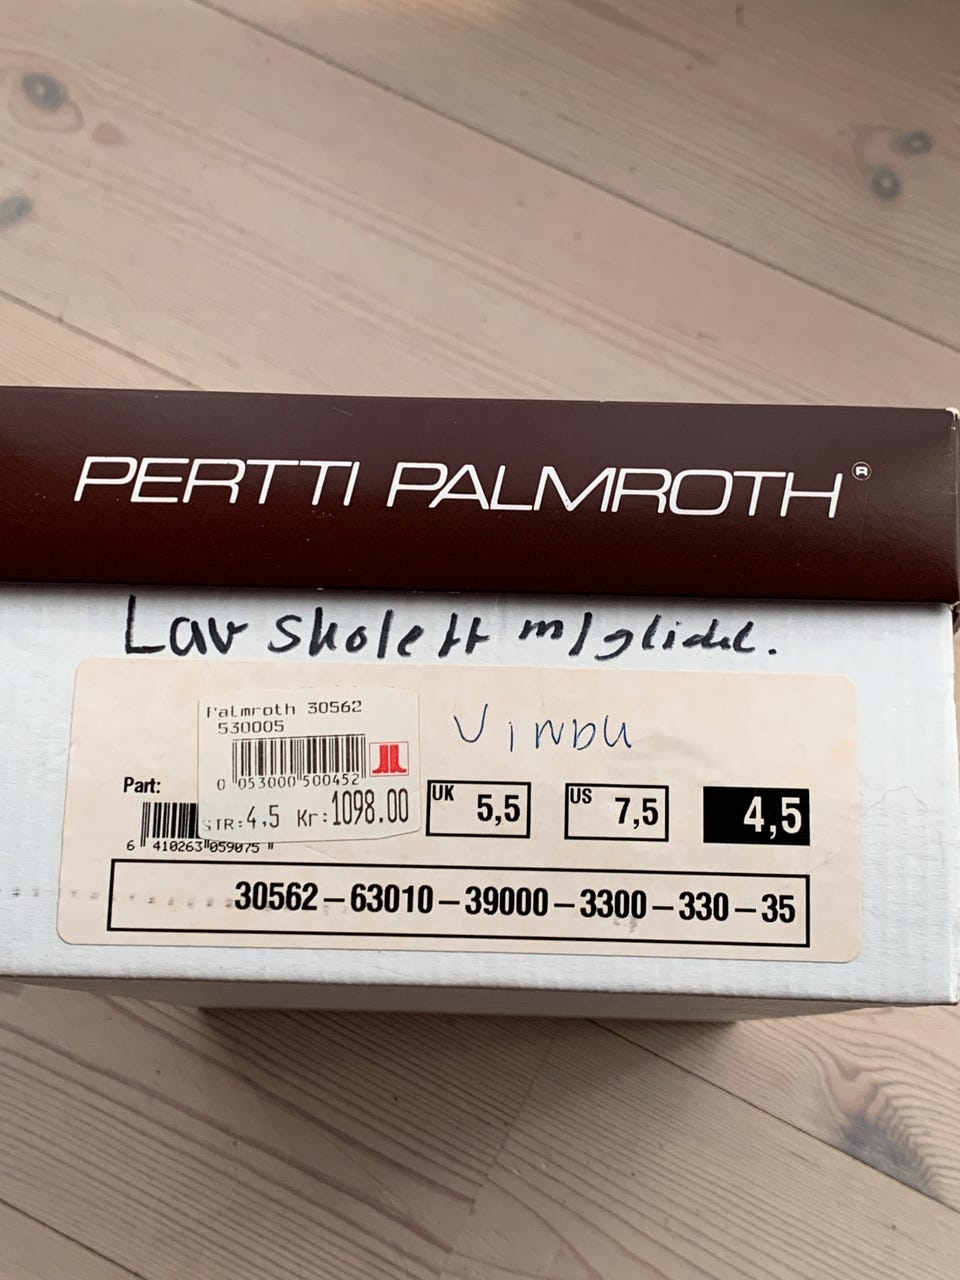 PERTTI PALMROTH®
Lav skolett m/glidel.
Palmroth 30562
530005
0 053000 500452
STR: 4.5 Kr: 1098.00
Part:
6 410263 059075
UK 5,5
US 7,5
4,5
30562 – 63010 – 39000 – 3300 – 330 – 35